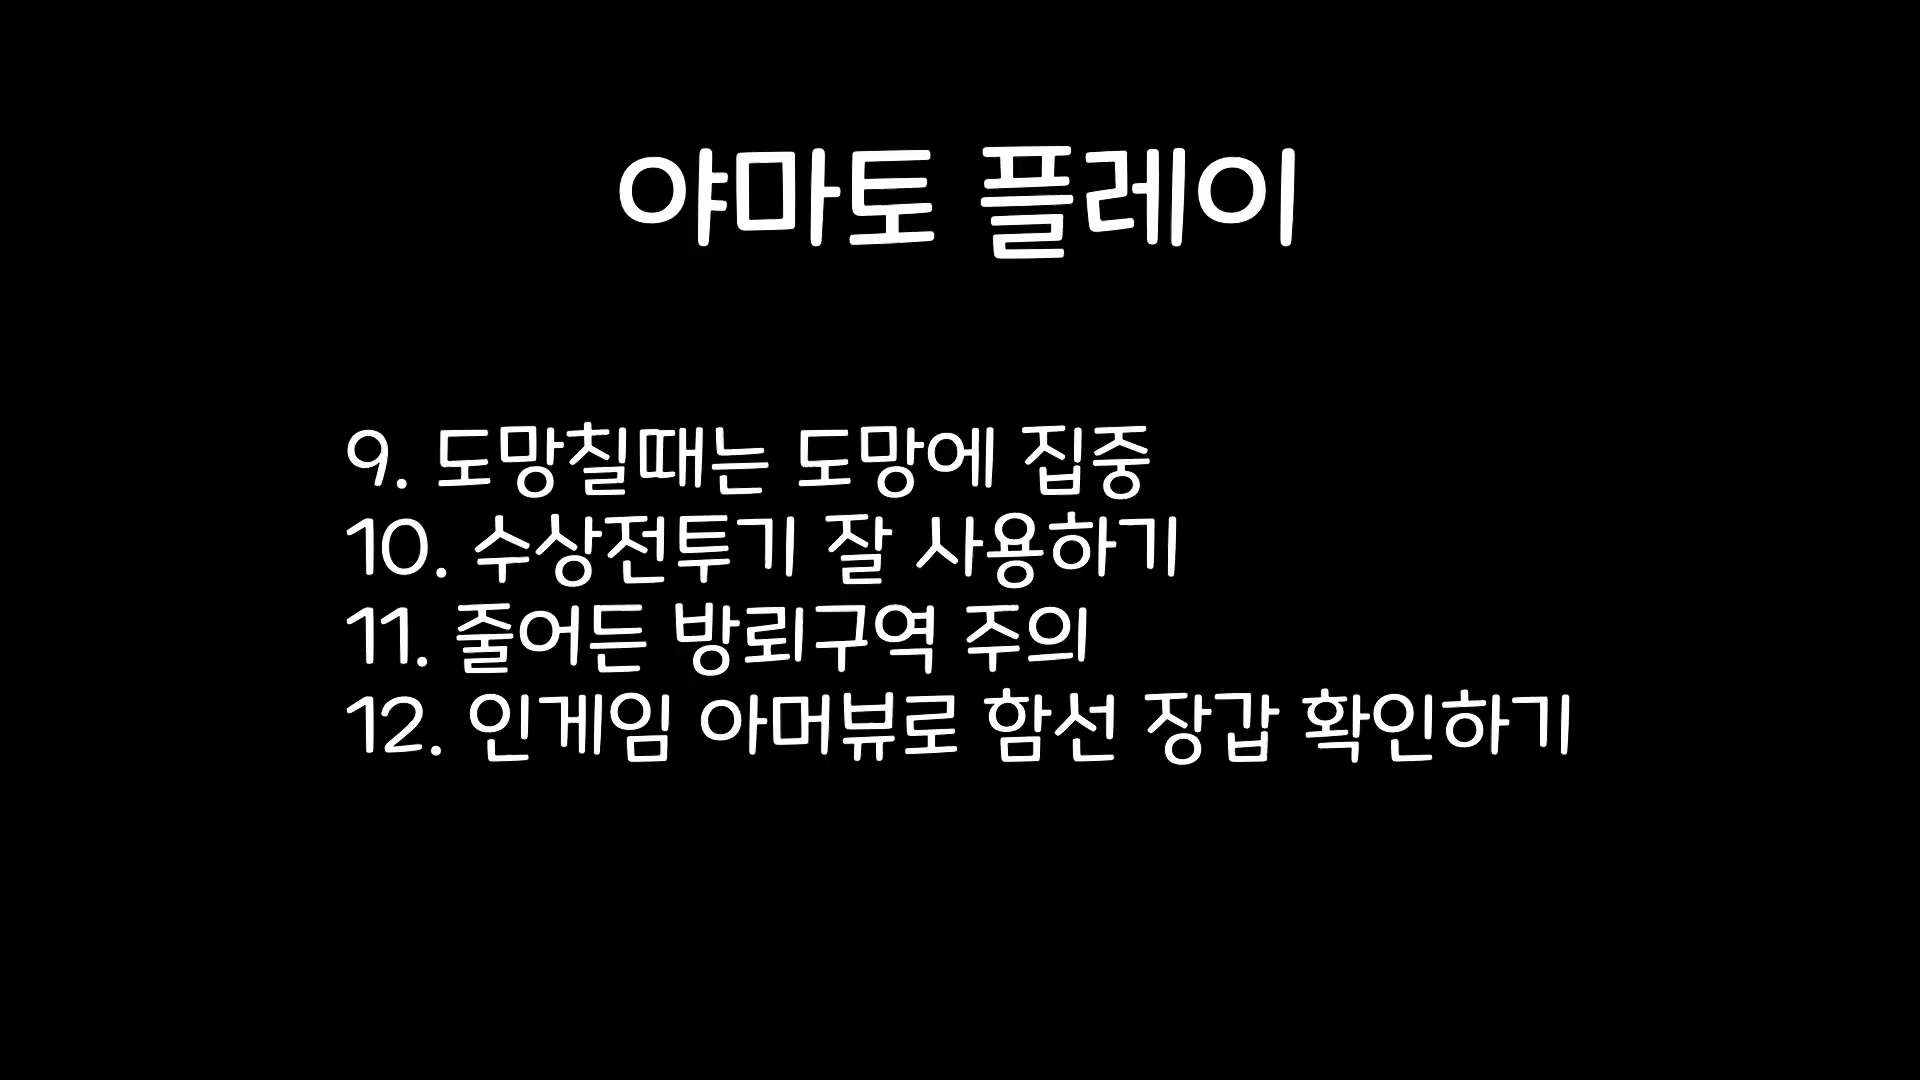 야마토 플레이
9. 도망칠때는 도망에 집중
10. 수상전투기 잘 사용하기
11. 줄어든 방뢰구역 주의
12. 인게임 아머뷰로 함선 장갑 확인하기